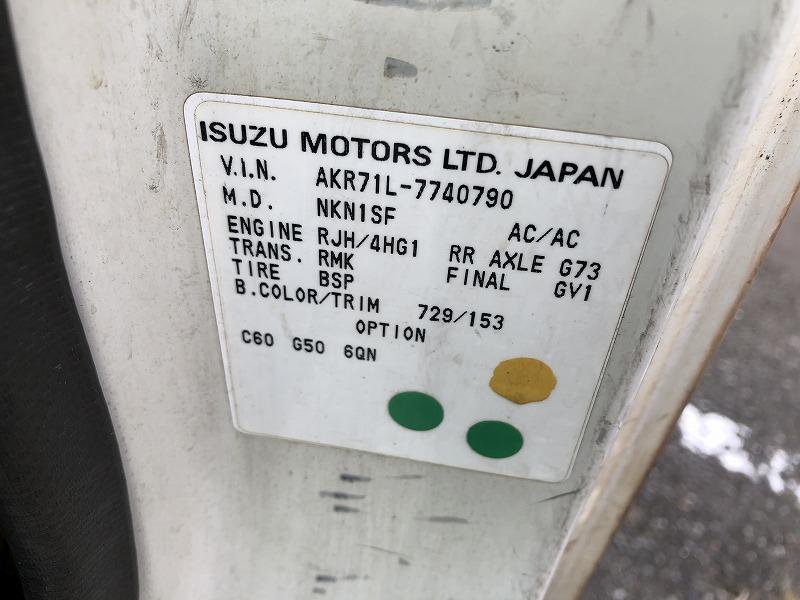 ISUZU MOTORS LTD. JAPAN
V.I.N. AKR71L-7740790
M.D. NKN1SF AC/AC
ENGINE RJH/4HG1 RR AXLE G73
TRANS. RMK FINAL GV1
TIRE BSP
B.COLOR/TRIM 729/153
OPTION
C60 G50 6QN